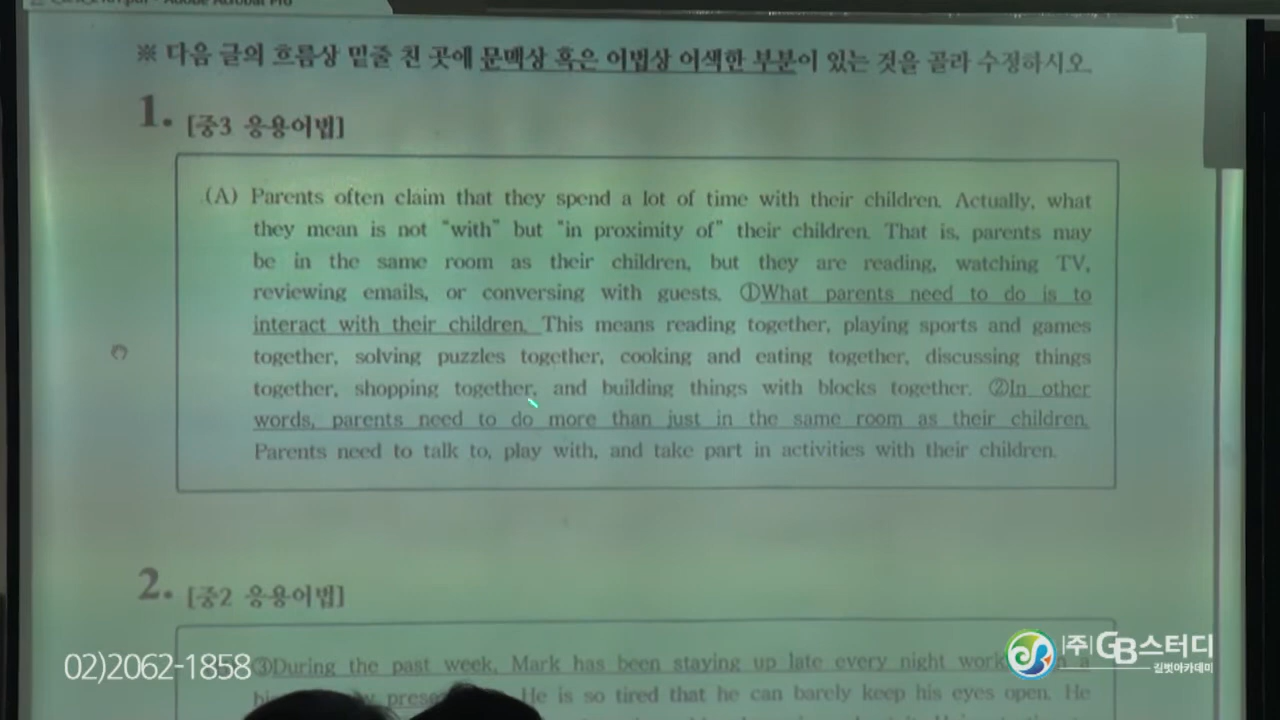 ※ 다음 글의 흐름상 밑줄 친 곳에 문맥상 혹은 어법상 어색한 부분이 있는 것을 골라 수정하시오.
1. [중3 응용어법]
(A) Parents often claim that they spend a lot of time with their children. Actually, what
they mean is not "with" but "in proximity of" their children. That is, parents may
be in the same room as their children, but they are reading, watching TV,
reviewing emails, or conversing with guests. ①What parents need to do is to
interact with their children. This means reading together, playing sports and games
together, solving puzzles together, cooking and eating together, discussing things
together, shopping together, and building things with blocks together. ②In other
words, parents need to do more than just in the same room as their children.
Parents need to talk to, play with, and take part in activities with their children.
2. [중2 응용어법]
③During the past week, Mark has been staying up late every night
He is so tired that he can barely keep his eyes open. He
02)2062-1858
(주)GB스터디
길벗아카데미